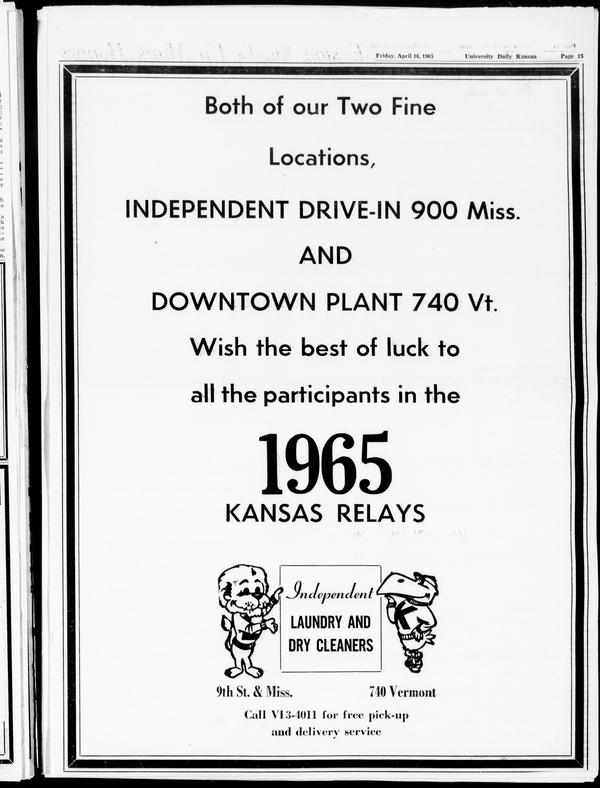 Friday, April 16, 1965 University Daily Kansan Page 15
Both of our Two Fine
Locations,
INDEPENDENT DRIVE-IN 900 Miss.
AND
DOWNTOWN PLANT 740 Vt.
Wish the best of luck to
all the participants in the
1965
KANSAS RELAYS
Independent
LAUNDRY AND
DRY CLEANERS
K
9th St. & Miss. 740 Vermont
Call VI 3-4011 for free pick-up
and delivery service